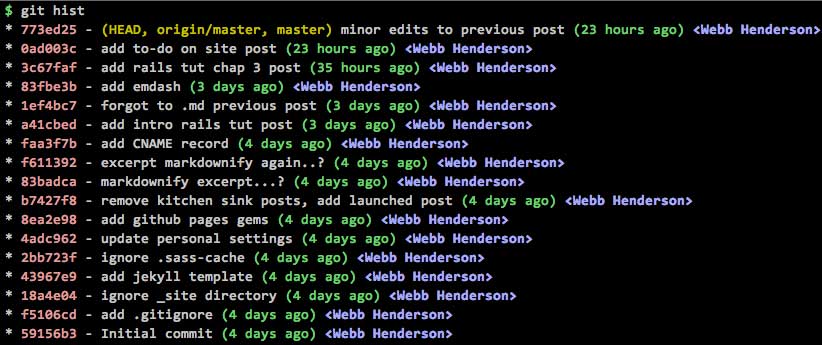 $ git hist
* 773ed25 - (HEAD, origin/master, master) minor edits to previous post (23 hours ago) <Webb Henderson>
* 0ad003c - add to-do on site post (23 hours ago) <Webb Henderson>
* 3c67faf - add rails tut chap 3 post (35 hours ago) <Webb Henderson>
* 83fbe3b - add emdash (3 days ago) <Webb Henderson>
* 1ef4bc7 - forgot to .md previous post (3 days ago) <Webb Henderson>
* a41cbed - add intro rails tut post (3 days ago) <Webb Henderson>
* faa3f7b - add CNAME record (4 days ago) <Webb Henderson>
* f611392 - excerpt markdownify again..? (4 days ago) <Webb Henderson>
* 83badca - markdownify excerpt...? (4 days ago) <Webb Henderson>
* b7427f8 - remove kitchen sink posts, add launched post (4 days ago) <Webb Henderson>
* 8ea2e98 - add github pages gems (4 days ago) <Webb Henderson>
* 4adc962 - update personal settings (4 days ago) <Webb Henderson>
* 2bb723f - ignore .sass-cache (4 days ago) <Webb Henderson>
* 43967e9 - add jekyll template (4 days ago) <Webb Henderson>
* 18a4e04 - ignore _site directory (4 days ago) <Webb Henderson>
* f5106cd - add .gitignore (4 days ago) <Webb Henderson>
* 59156b3 - Initial commit (4 days ago) <Webb Henderson>